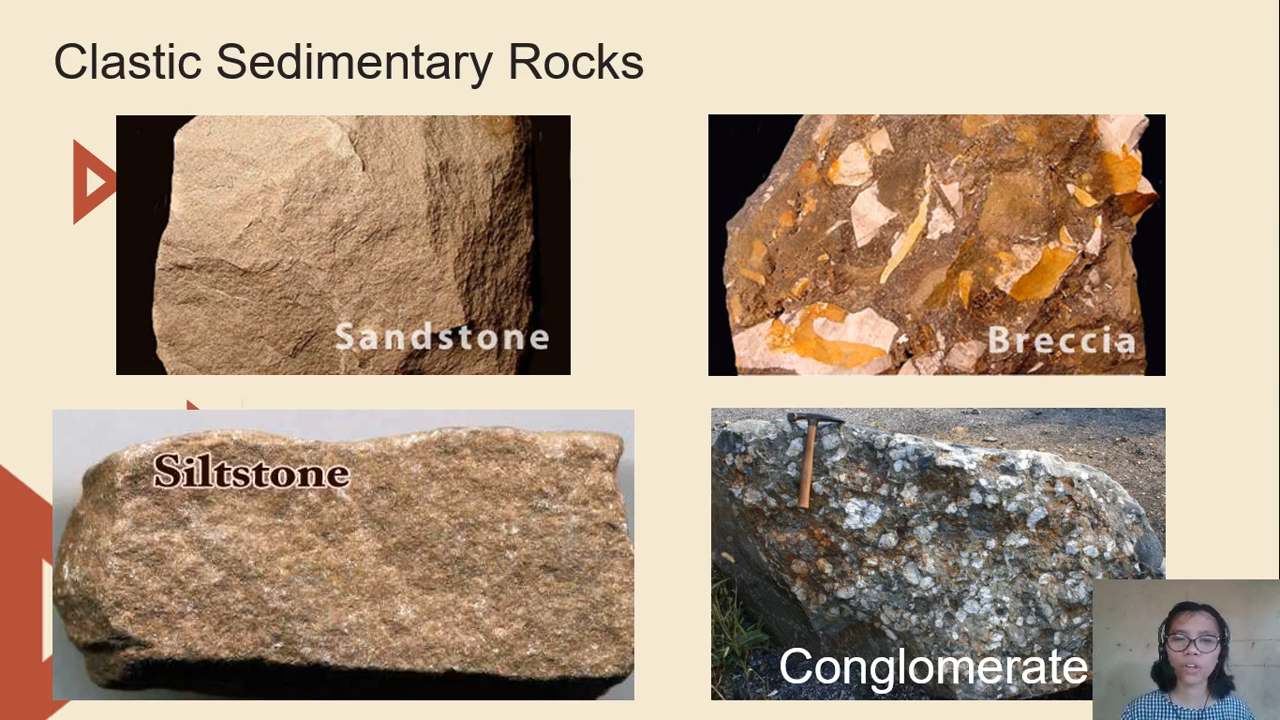 Clastic Sedimentary Rocks
Sandstone
Breccia
Siltstone
Conglomerate